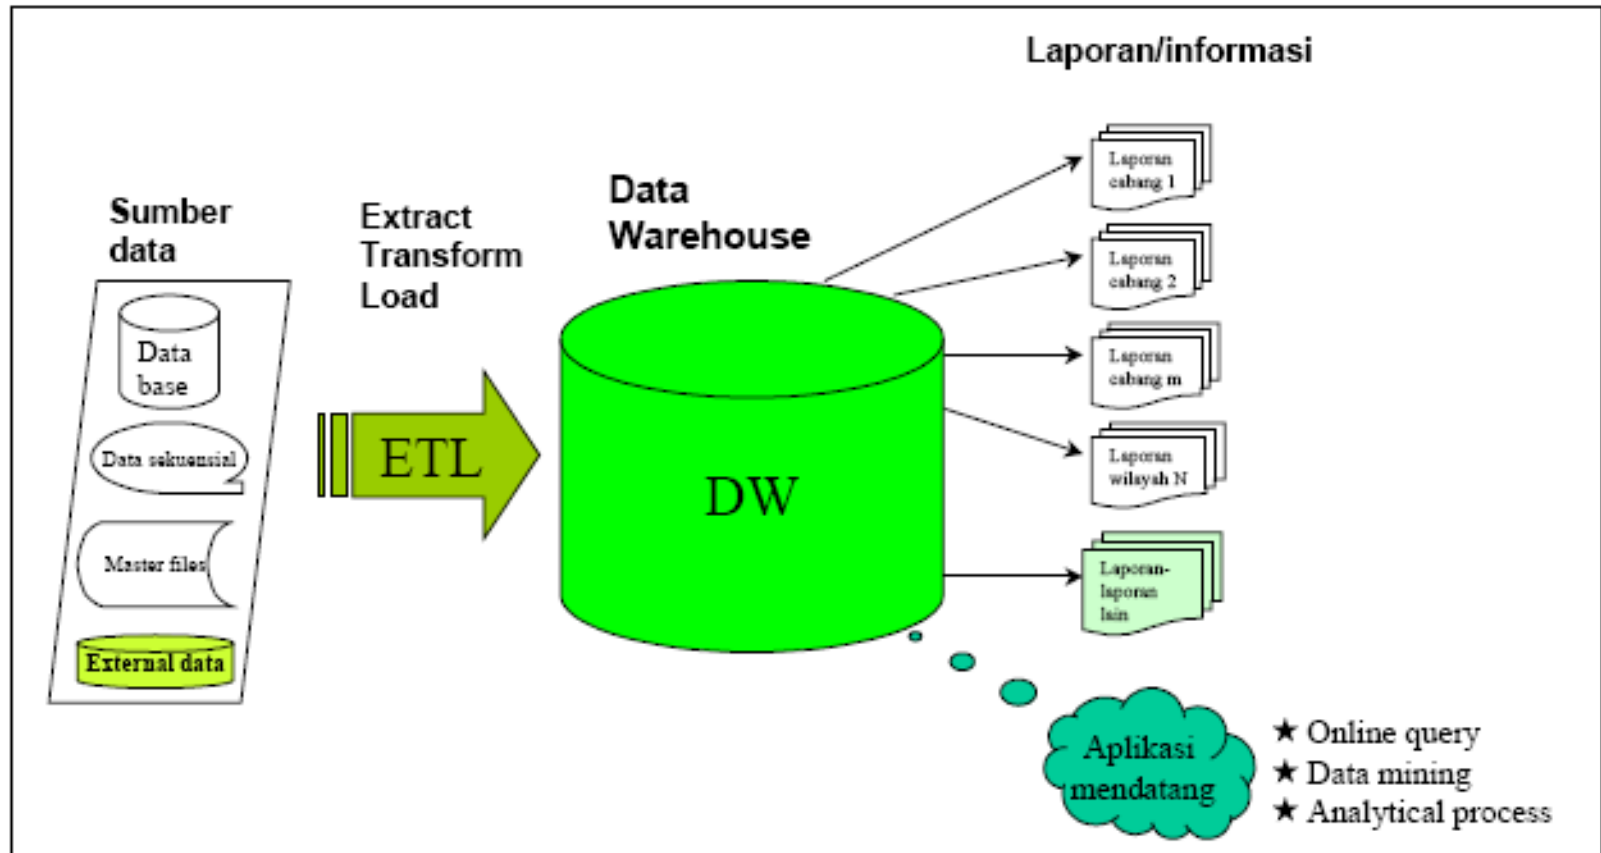 Laporan/informasi
Sumber
data
Data
base
Data sekuensial
Master files
External data
Extract
Transform
Load
ETL
Data
Warehouse
DW
Laporan
cabang 1
Laporan
cabang 2
Laporan
cabang m
Laporan
wilayah N
Laporan-
laporan
lain
Aplikasi
mendatang
★ Online query
★ Data mining
★ Analytical process